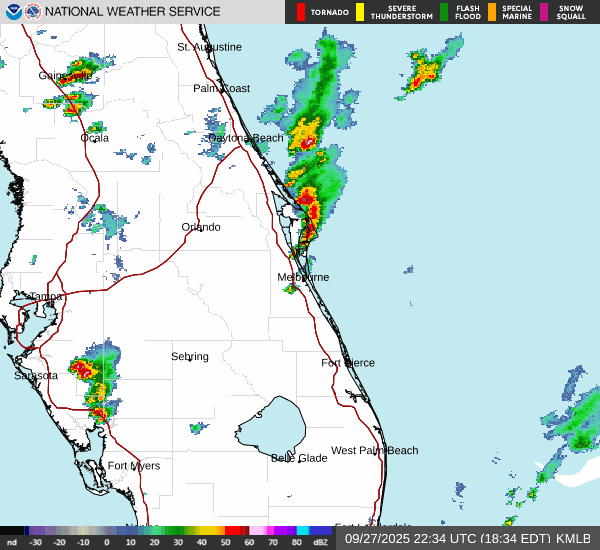 NATIONAL WEATHER SERVICE
TORNADO
SEVERE THUNDERSTORM
FLASH FLOOD
SPECIAL MARINE
SNOW SQUALL
St. Augustine
Gainesville
Palm Coast
Ocala
Daytona Beach
Orlando
Melbourne
Tampa
Sebring
Fort Pierce
Sarasota
West Palm Beach
Belle Glade
Fort Myers
nd -30 -20 -10 0 10 20 30 40 50 60 70 80 dBZ
09/27/2025 22:34 UTC (18:34 EDT) KMLB